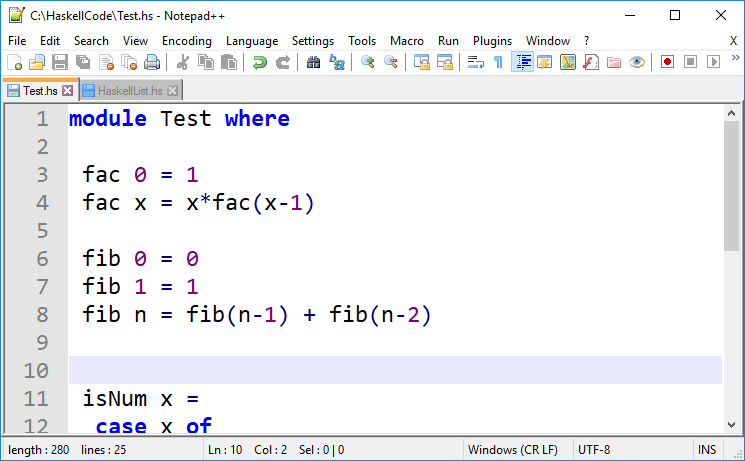 C:\HaskellCode\Test.hs - Notepad++
File Edit Search View Encoding Language Settings Tools Macro Run Plugins Window ? X
Test.hs HaskellList.hs
1 module Test where
2
3 fac 0 = 1
4 fac x = x*fac(x-1)
5
6 fib 0 = 0
7 fib 1 = 1
8 fib n = fib(n-1) + fib(n-2)
9
10
11 isNum x =
12 case x of
length : 280 lines : 25 Ln : 10 Col : 2 Sel : 0 | 0 Windows (CR LF) UTF-8 INS